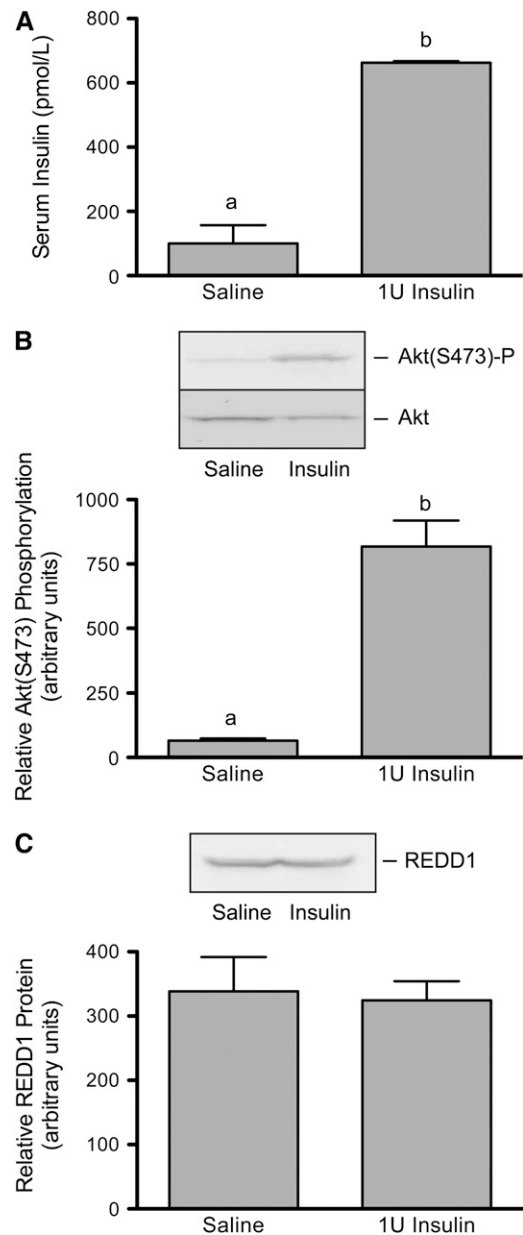 A
Serum Insulin (pmol/L)
800
600
400
200
0
a
b
Saline 1U Insulin
B
– Akt(S473)-P
– Akt
Saline Insulin
Relative Akt(S473) Phosphorylation
(arbitrary units)
1000
750
500
250
0
a
b
Saline 1U Insulin
C
– REDD1
Saline Insulin
Relative REDD1 Protein
(arbitrary units)
400
300
200
100
0
Saline 1U Insulin